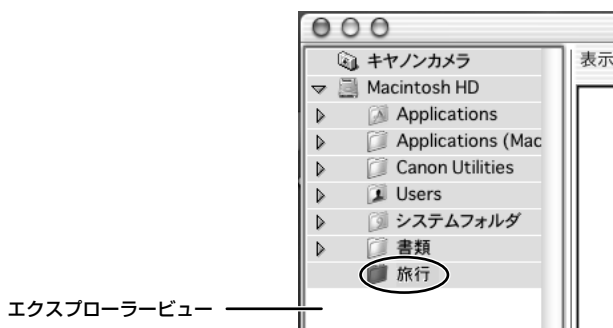 キヤノンカメラ
表示
Macintosh HD
Applications
Applications (Mac
Canon Utilities
Users
システムフォルダ
書類
旅行
エクスプローラービュー